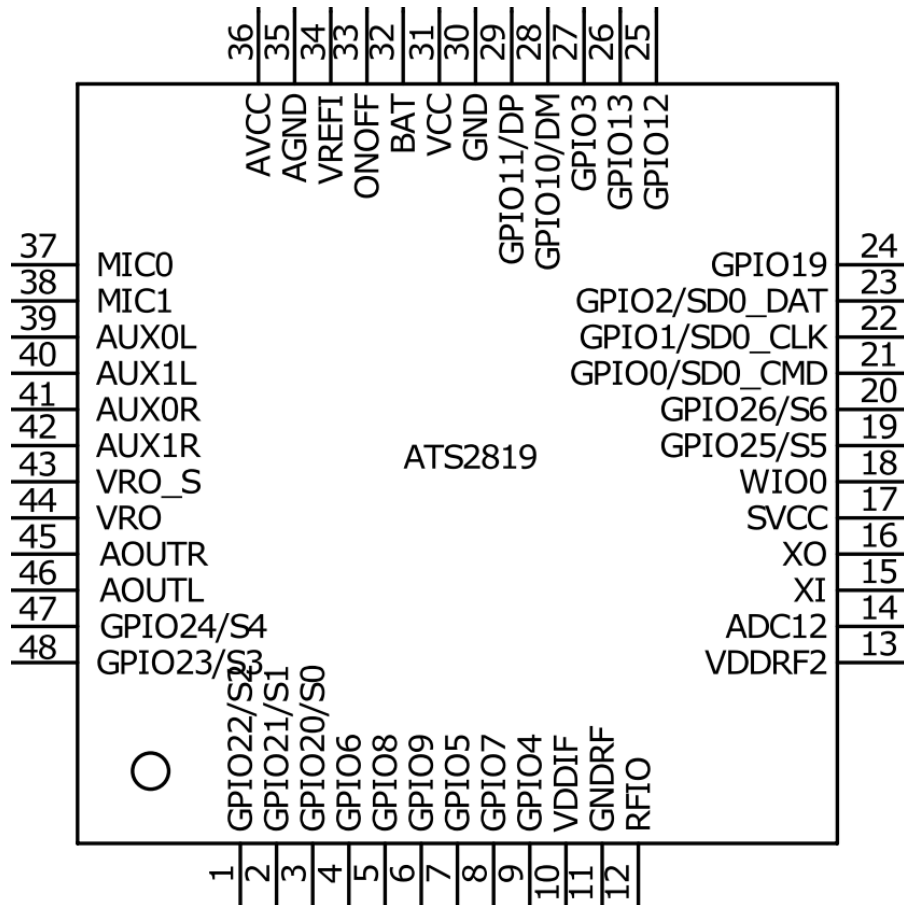 36 35 34 33 32 31 30 29 28 27 26 25
AVCC
AGND
VREFI
ONOFF
BAT
VCC
GND
GPIO11/DP
GPIO10/DM
GPIO3
GPIO13
GPIO12
37 MIC0
38 MIC1
39 AUX0L
40 AUX1L
41 AUX0R
42 AUX1R
43 VRO_S
44 VRO
45 AOUTR
46 AOUTL
47 GPIO24/S4
48 GPIO23/S3
ATS2819
GPIO19 24
GPIO2/SD0_DAT 23
GPIO1/SD0_CLK 22
GPIO0/SD0_CMD 21
GPIO26/S6 20
GPIO25/S5 19
WIO0 18
SVCC 17
XO 16
XI 15
ADC12 14
VDDRF2 13
GPIO22/S2
GPIO21/S1
GPIO20/S0
GPIO6
GPIO8
GPIO9
GPIO5
GPIO7
GPIO4
VDDIF
GNDRF
RFIO
1 2 3 4 5 6 7 8 9 10 11 12